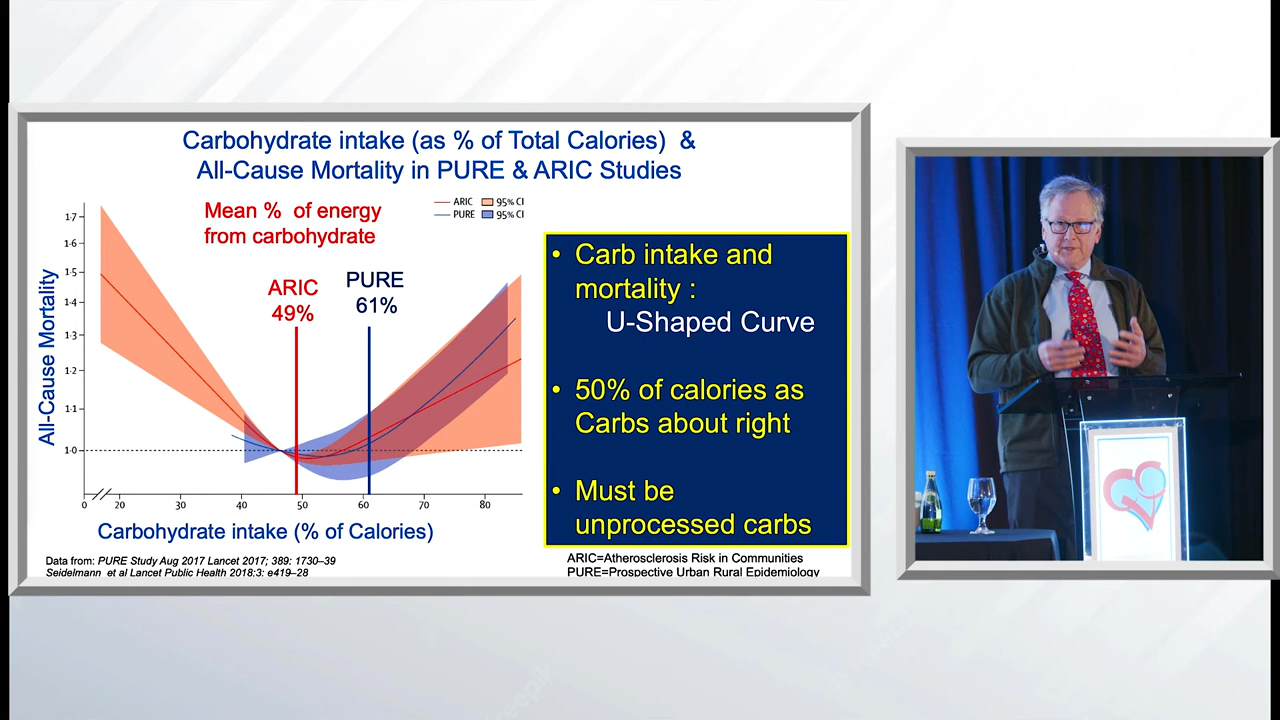 Carbohydrate intake (as % of Total Calories) &
All-Cause Mortality in PURE & ARIC Studies
Mean % of energy
from carbohydrate
ARIC 95% CI
PURE 95% CI
ARIC
49%
PURE
61%
All-Cause Mortality
1·7
1·6
1·5
1·4
1·3
1·2
1·1
1·0
0 20 30 40 50 60 70 80
Carbohydrate intake (% of Calories)
• Carb intake and
mortality :
U-Shaped Curve
• 50% of calories as
Carbs about right
• Must be
unprocessed carbs
Data from: PURE Study Aug 2017 Lancet 2017; 389: 1730–39
Seidelmann et al Lancet Public Health 2018;3: e419–28
ARIC=Atherosclerosis Risk in Communities
PURE=Prospective Urban Rural Epidemiology